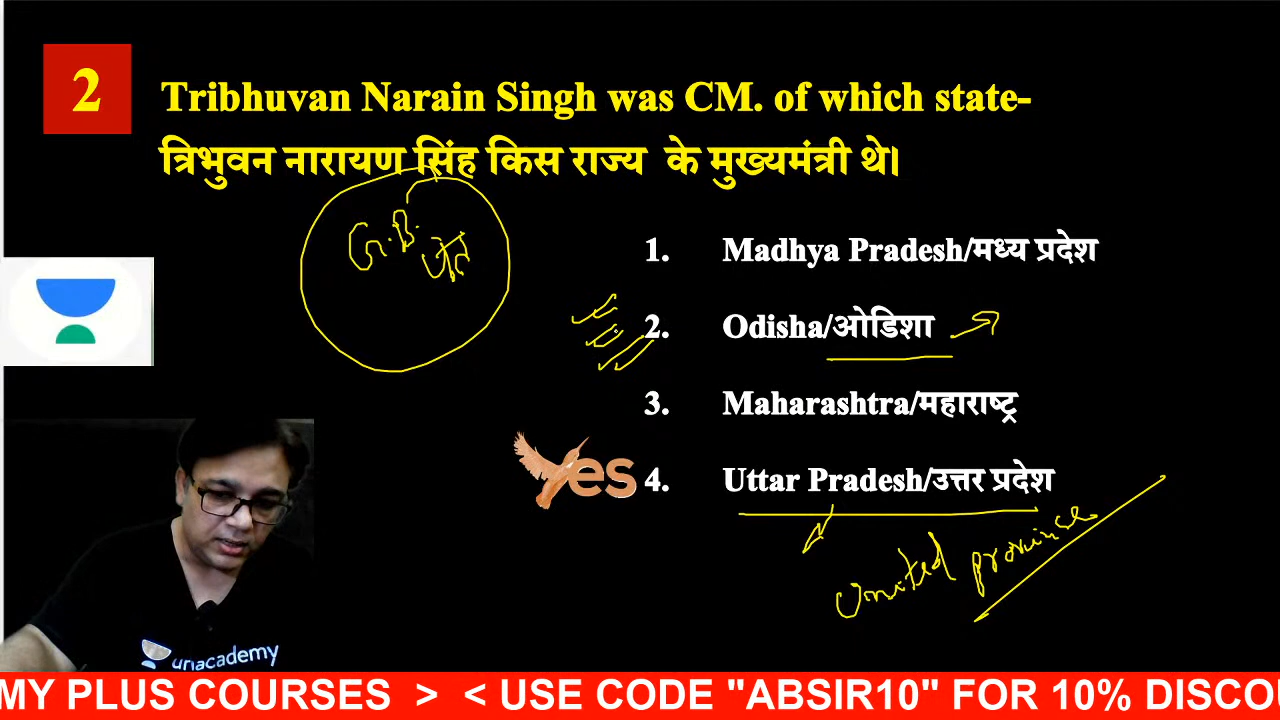 2
Tribhuvan Narain Singh was CM. of which state-
त्रिभुवन नारायण सिंह किस राज्य के मुख्यमंत्री थे।
G.B.
पंत
1. Madhya Pradesh/मध्य प्रदेश
2. Odisha/ओडिशा
3. Maharashtra/महाराष्ट्र
Yes 4. Uttar Pradesh/उत्तर प्रदेश
United province
unacademy
MY PLUS COURSES > < USE CODE "ABSIR10" FOR 10% DISCO